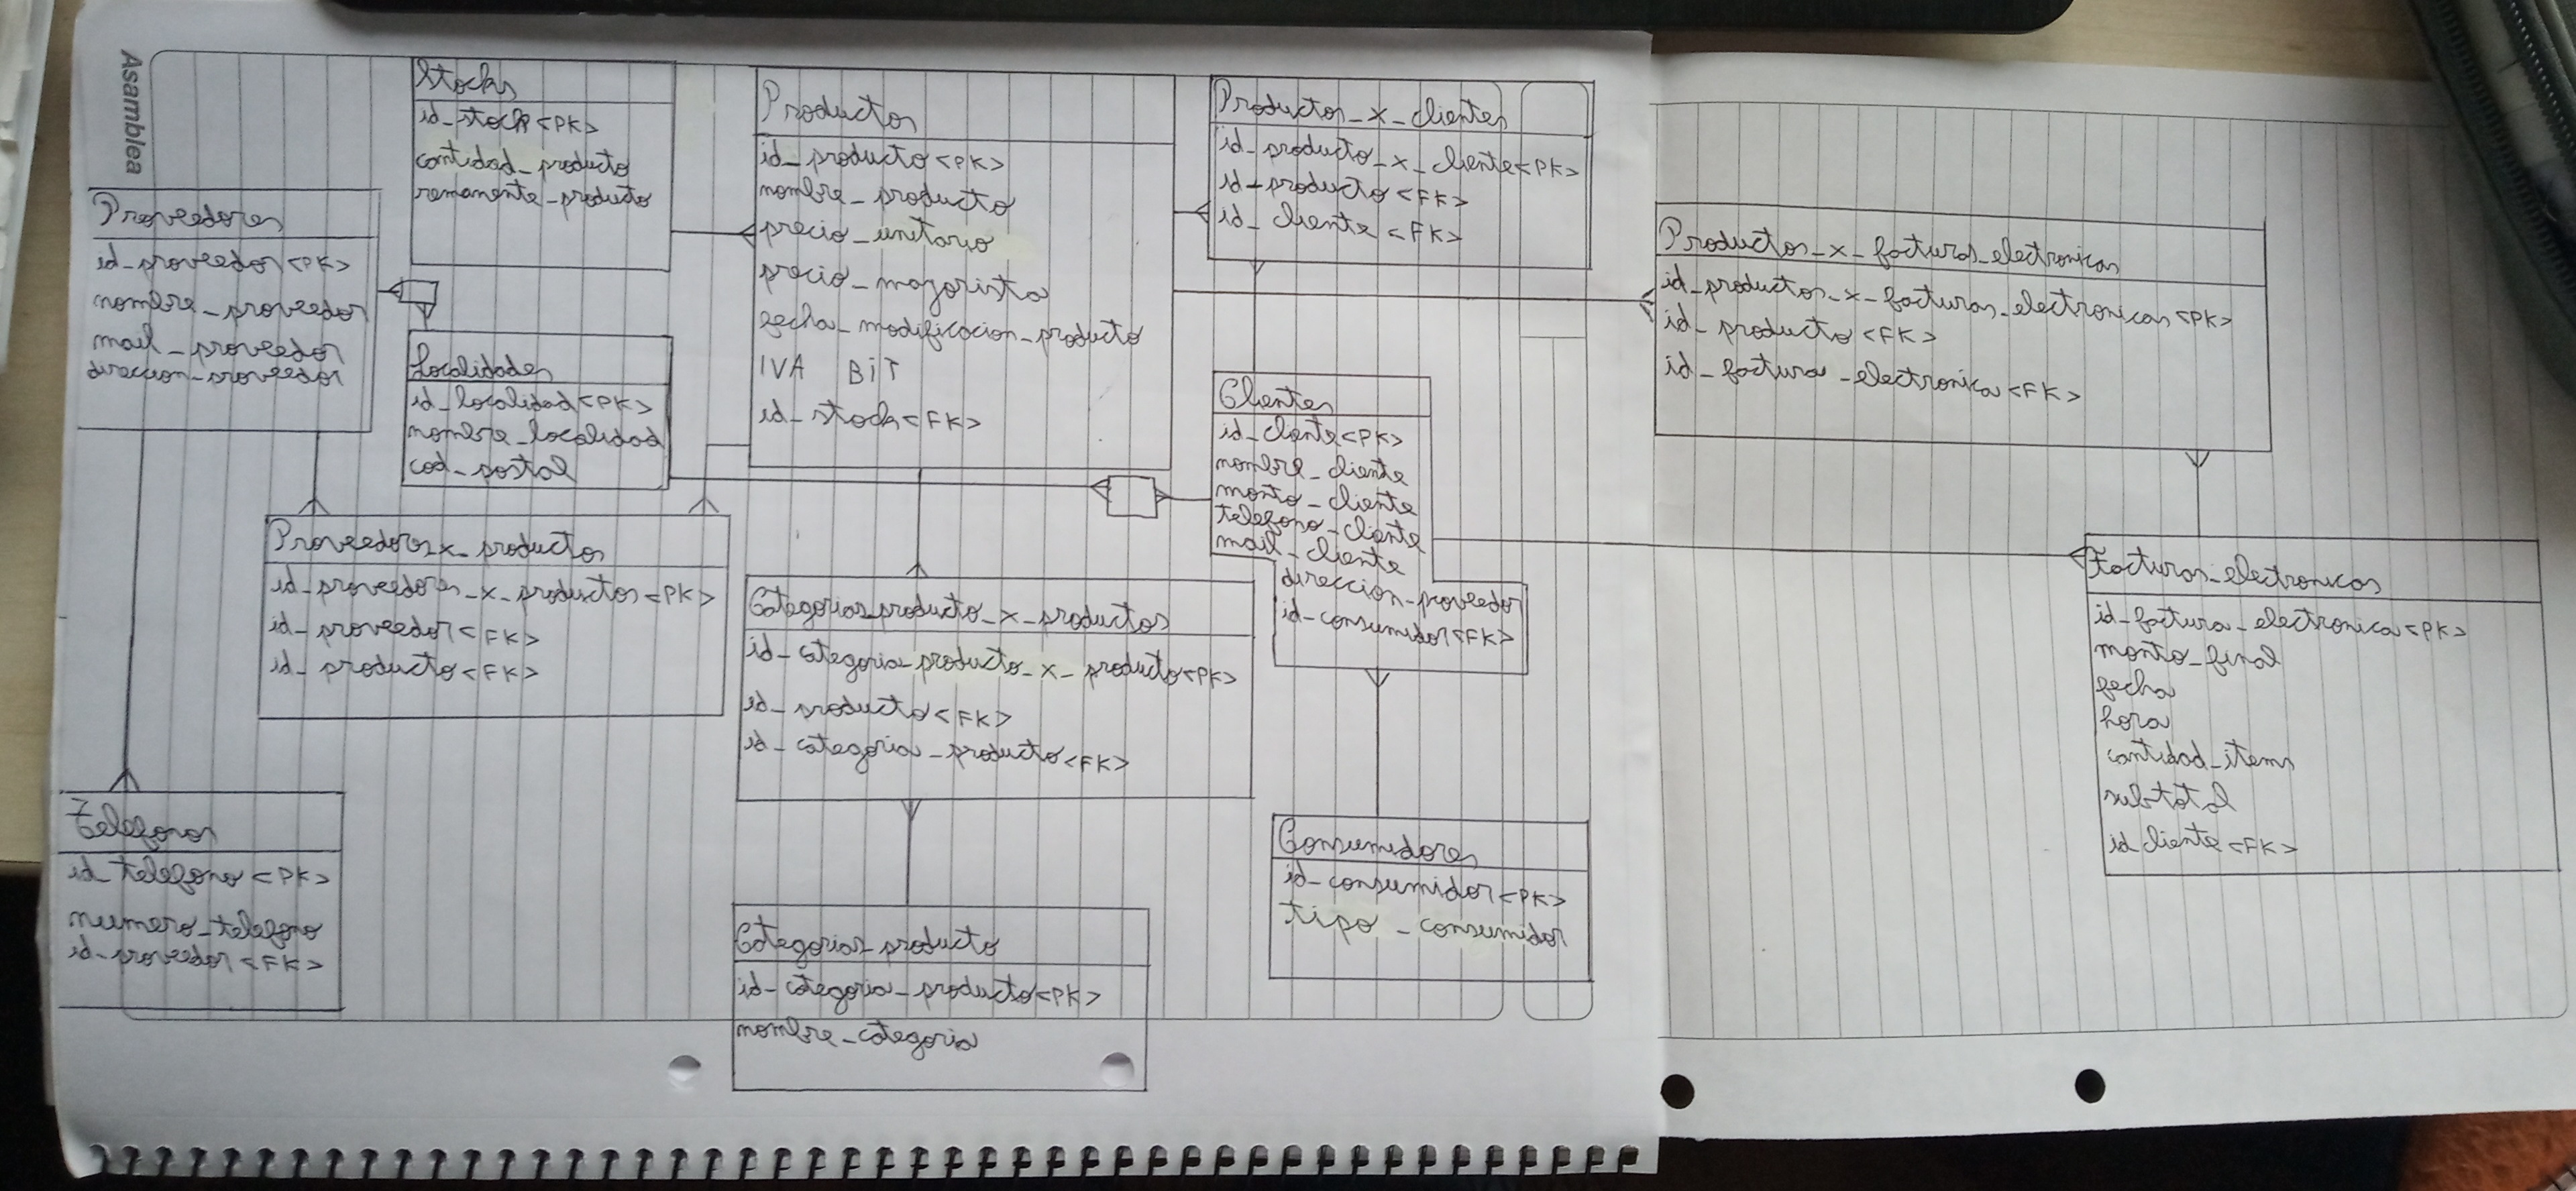 Asamblea
Stocks
id_stock <PK>
cantidad_producto
remanente_producto
Proveedores
id_proveedor <PK>
nombre_proveedor
mail_proveedor
direccion_proveedor
Localidades
id_localidad <PK>
nombre_localidad
cod_postal
Productos
id_producto <PK>
nombre_producto
precio_unitario
precio_mayorista
fecha_modificacion_producto
IVA BIT
id_stock <FK>
Productos_x_clientes
id_producto_x_cliente <PK>
id_producto <FK>
id_cliente <FK>
Productos_x_facturas_electronicas
id_productos_x_facturas_electronicas <PK>
id_producto <FK>
id_factura_electronica <FK>
Clientes
id_cliente <PK>
nombre_cliente
monto_cliente
telefono_cliente
mail_cliente
direccion_proveedor
id_consumidor <FK>
Proveedores_x_productos
id_proveedores_x_productos <PK>
id_proveedor <FK>
id_producto <FK>
Categorias_producto_x_productos
id_categoria_producto_x_producto <PK>
id_producto <FK>
id_categoria_producto <FK>
Facturas_electronicas
id_factura_electronica <PK>
monto_final
fecha
hora
cantidad_items
subtotal
id_cliente <FK>
Telefonos
id_telefono <PK>
numero_telefono
id_proveedor <FK>
Categorias_producto
id_categoria_producto <PK>
nombre_categoria
Consumidores
id_consumidor <PK>
tipo_consumidor